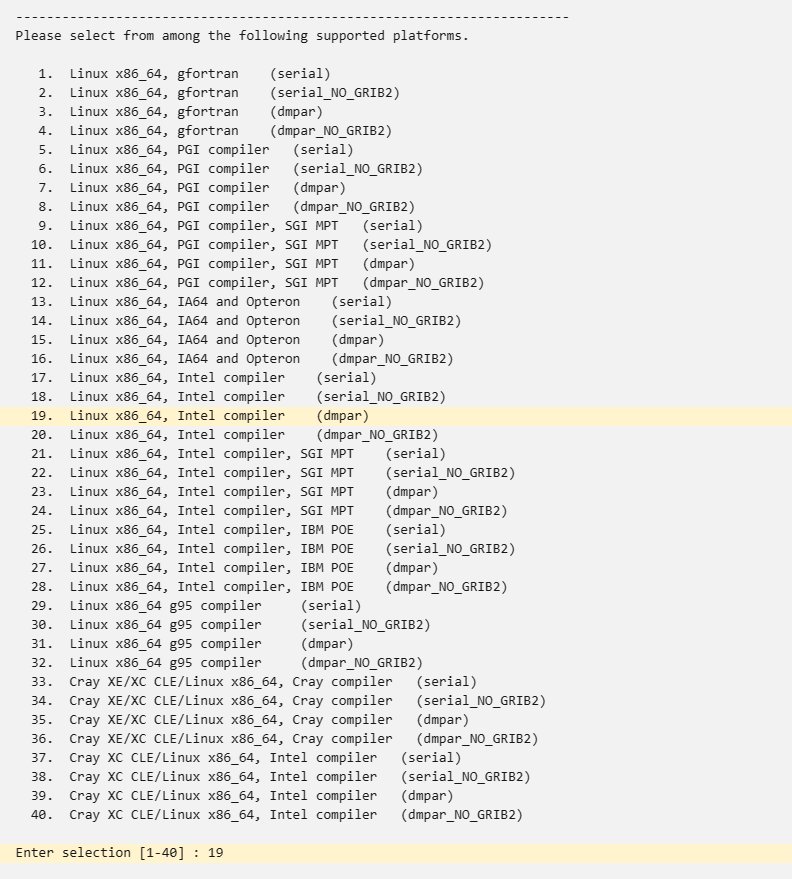 ------------------------------------------------------------------------
Please select from among the following supported platforms.
1. Linux x86_64, gfortran (serial)
2. Linux x86_64, gfortran (serial_NO_GRIB2)
3. Linux x86_64, gfortran (dmpar)
4. Linux x86_64, gfortran (dmpar_NO_GRIB2)
5. Linux x86_64, PGI compiler (serial)
6. Linux x86_64, PGI compiler (serial_NO_GRIB2)
7. Linux x86_64, PGI compiler (dmpar)
8. Linux x86_64, PGI compiler (dmpar_NO_GRIB2)
9. Linux x86_64, PGI compiler, SGI MPT (serial)
10. Linux x86_64, PGI compiler, SGI MPT (serial_NO_GRIB2)
11. Linux x86_64, PGI compiler, SGI MPT (dmpar)
12. Linux x86_64, PGI compiler, SGI MPT (dmpar_NO_GRIB2)
13. Linux x86_64, IA64 and Opteron (serial)
14. Linux x86_64, IA64 and Opteron (serial_NO_GRIB2)
15. Linux x86_64, IA64 and Opteron (dmpar)
16. Linux x86_64, IA64 and Opteron (dmpar_NO_GRIB2)
17. Linux x86_64, Intel compiler (serial)
18. Linux x86_64, Intel compiler (serial_NO_GRIB2)
19. Linux x86_64, Intel compiler (dmpar)
20. Linux x86_64, Intel compiler (dmpar_NO_GRIB2)
21. Linux x86_64, Intel compiler, SGI MPT (serial)
22. Linux x86_64, Intel compiler, SGI MPT (serial_NO_GRIB2)
23. Linux x86_64, Intel compiler, SGI MPT (dmpar)
24. Linux x86_64, Intel compiler, SGI MPT (dmpar_NO_GRIB2)
25. Linux x86_64, Intel compiler, IBM POE (serial)
26. Linux x86_64, Intel compiler, IBM POE (serial_NO_GRIB2)
27. Linux x86_64, Intel compiler, IBM POE (dmpar)
28. Linux x86_64, Intel compiler, IBM POE (dmpar_NO_GRIB2)
29. Linux x86_64 g95 compiler (serial)
30. Linux x86_64 g95 compiler (serial_NO_GRIB2)
31. Linux x86_64 g95 compiler (dmpar)
32. Linux x86_64 g95 compiler (dmpar_NO_GRIB2)
33. Cray XE/XC CLE/Linux x86_64, Cray compiler (serial)
34. Cray XE/XC CLE/Linux x86_64, Cray compiler (serial_NO_GRIB2)
35. Cray XE/XC CLE/Linux x86_64, Cray compiler (dmpar)
36. Cray XE/XC CLE/Linux x86_64, Cray compiler (dmpar_NO_GRIB2)
37. Cray XC CLE/Linux x86_64, Intel compiler (serial)
38. Cray XC CLE/Linux x86_64, Intel compiler (serial_NO_GRIB2)
39. Cray XC CLE/Linux x86_64, Intel compiler (dmpar)
40. Cray XC CLE/Linux x86_64, Intel compiler (dmpar_NO_GRIB2)
Enter selection [1-40] : 19